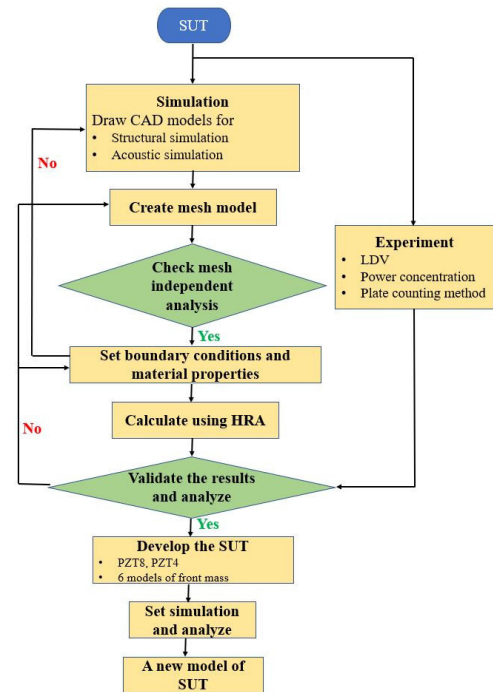 SUT
Simulation
Draw CAD models for
• Structural simulation
• Acoustic simulation
No
Create mesh model
Experiment
• LDV
• Power concentration
• Plate counting method
Check mesh
independent
analysis
Yes
Set boundary conditions and
material properties
Calculate using HRA
No
Validate the results
and analyze
Yes
Develop the SUT
• PZT8, PZT4
• 6 models of front mass
Set simulation
and analyze
A new model of
SUT